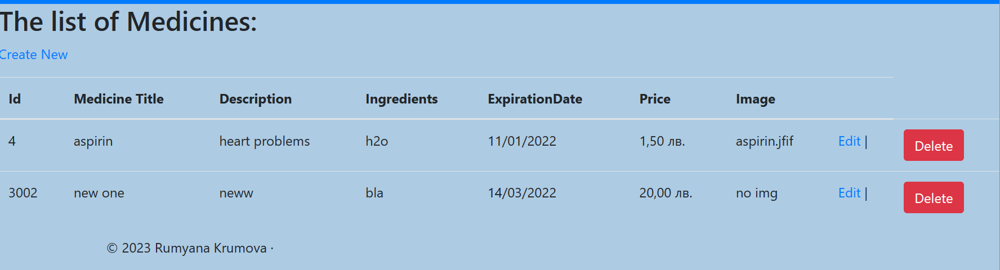 The list of Medicines:
Create New
Id Medicine Title Description Ingredients ExpirationDate Price Image
4 aspirin heart problems h2o 11/01/2022 1,50 лв. aspirin.jfif Edit | Delete
3002 new one neww bla 14/03/2022 20,00 лв. no img Edit | Delete
© 2023 Rumyana Krumova ·